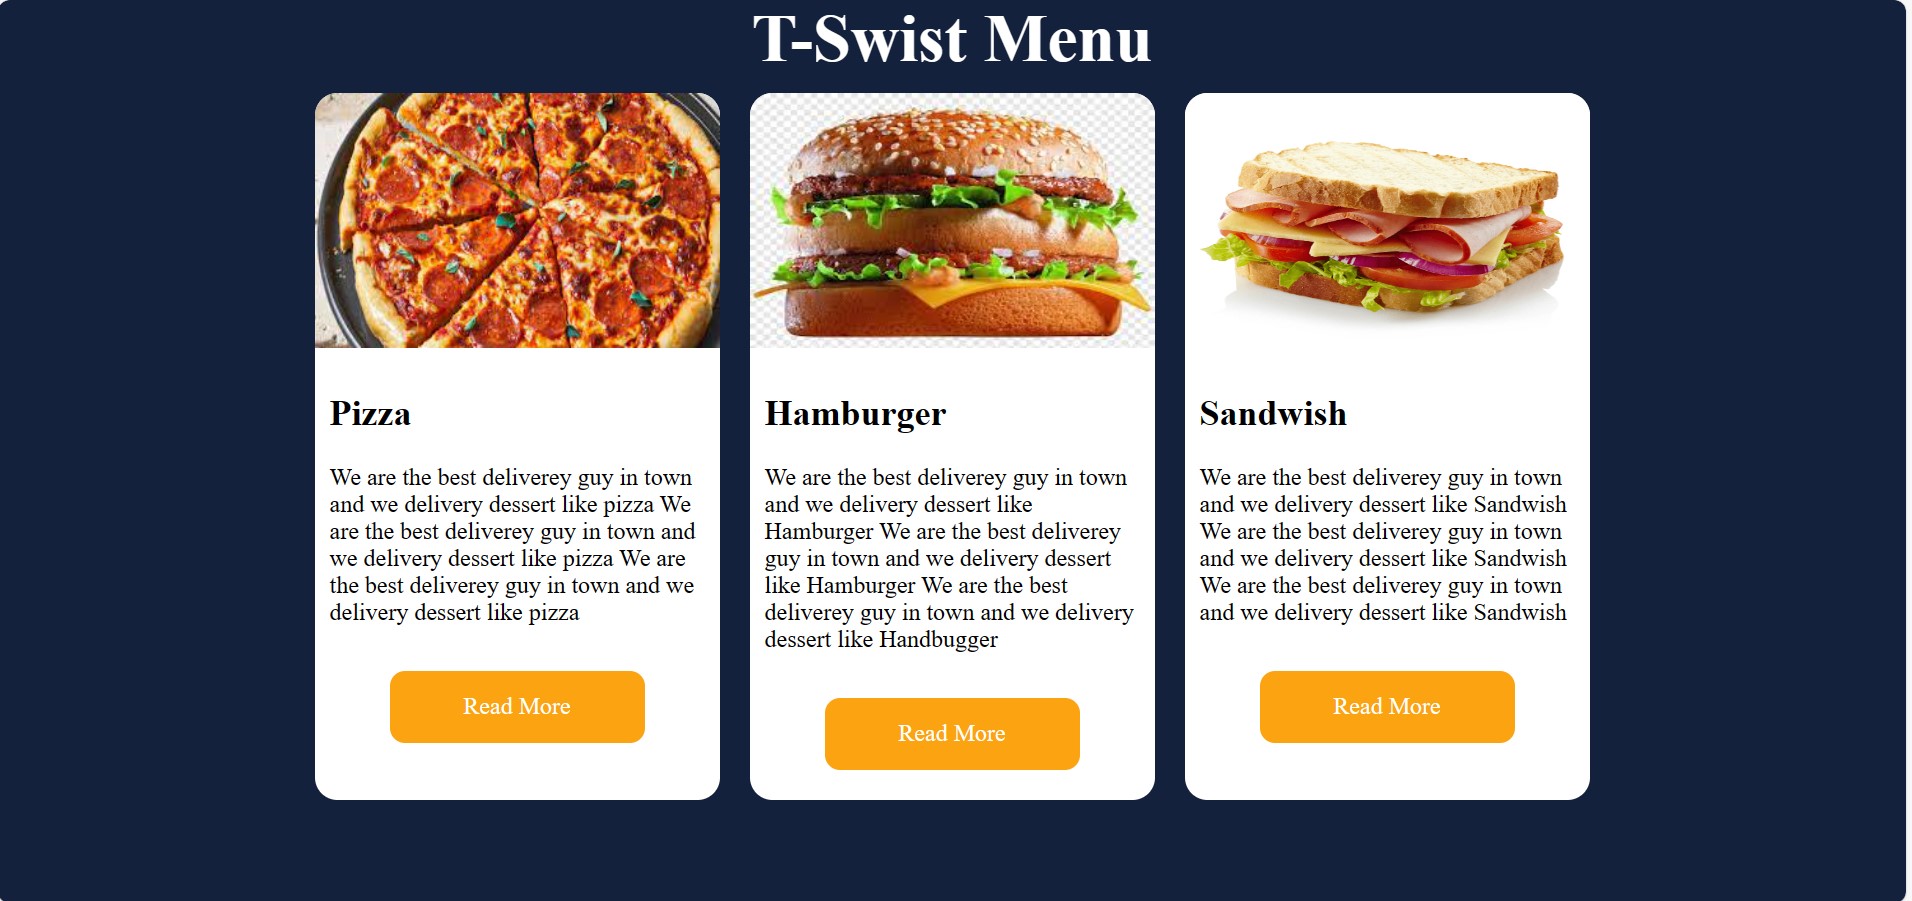 T-Swist Menu
Pizza
We are the best deliverey guy in town
and we delivery dessert like pizza We
are the best deliverey guy in town and
we delivery dessert like pizza We are
the best deliverey guy in town and we
delivery dessert like pizza
Read More
Hamburger
We are the best deliverey guy in town
and we delivery dessert like
Hamburger We are the best deliverey
guy in town and we delivery dessert
like Hamburger We are the best
deliverey guy in town and we delivery
dessert like Handbugger
Read More
Sandwish
We are the best deliverey guy in town
and we delivery dessert like Sandwish
We are the best deliverey guy in town
and we delivery dessert like Sandwish
We are the best deliverey guy in town
and we delivery dessert like Sandwish
Read More